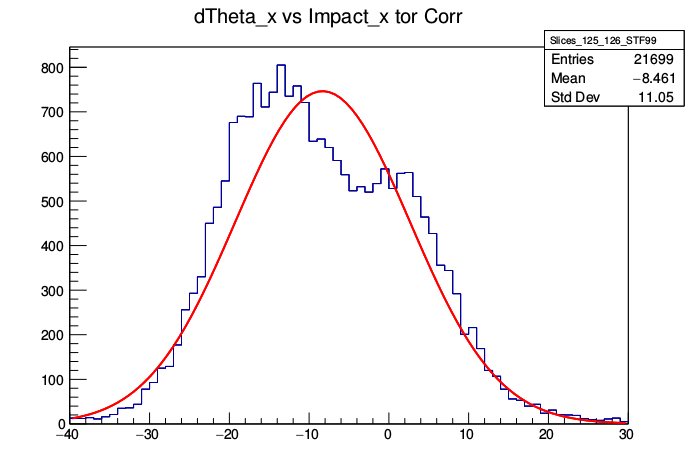 dTheta_x vs Impact_x tor Corr
Slices_125_126_STF99
Entries 21699
Mean −8.461
Std Dev 11.05
800
700
600
500
400
300
200
100
0
−40 −30 −20 −10 0 10 20 30